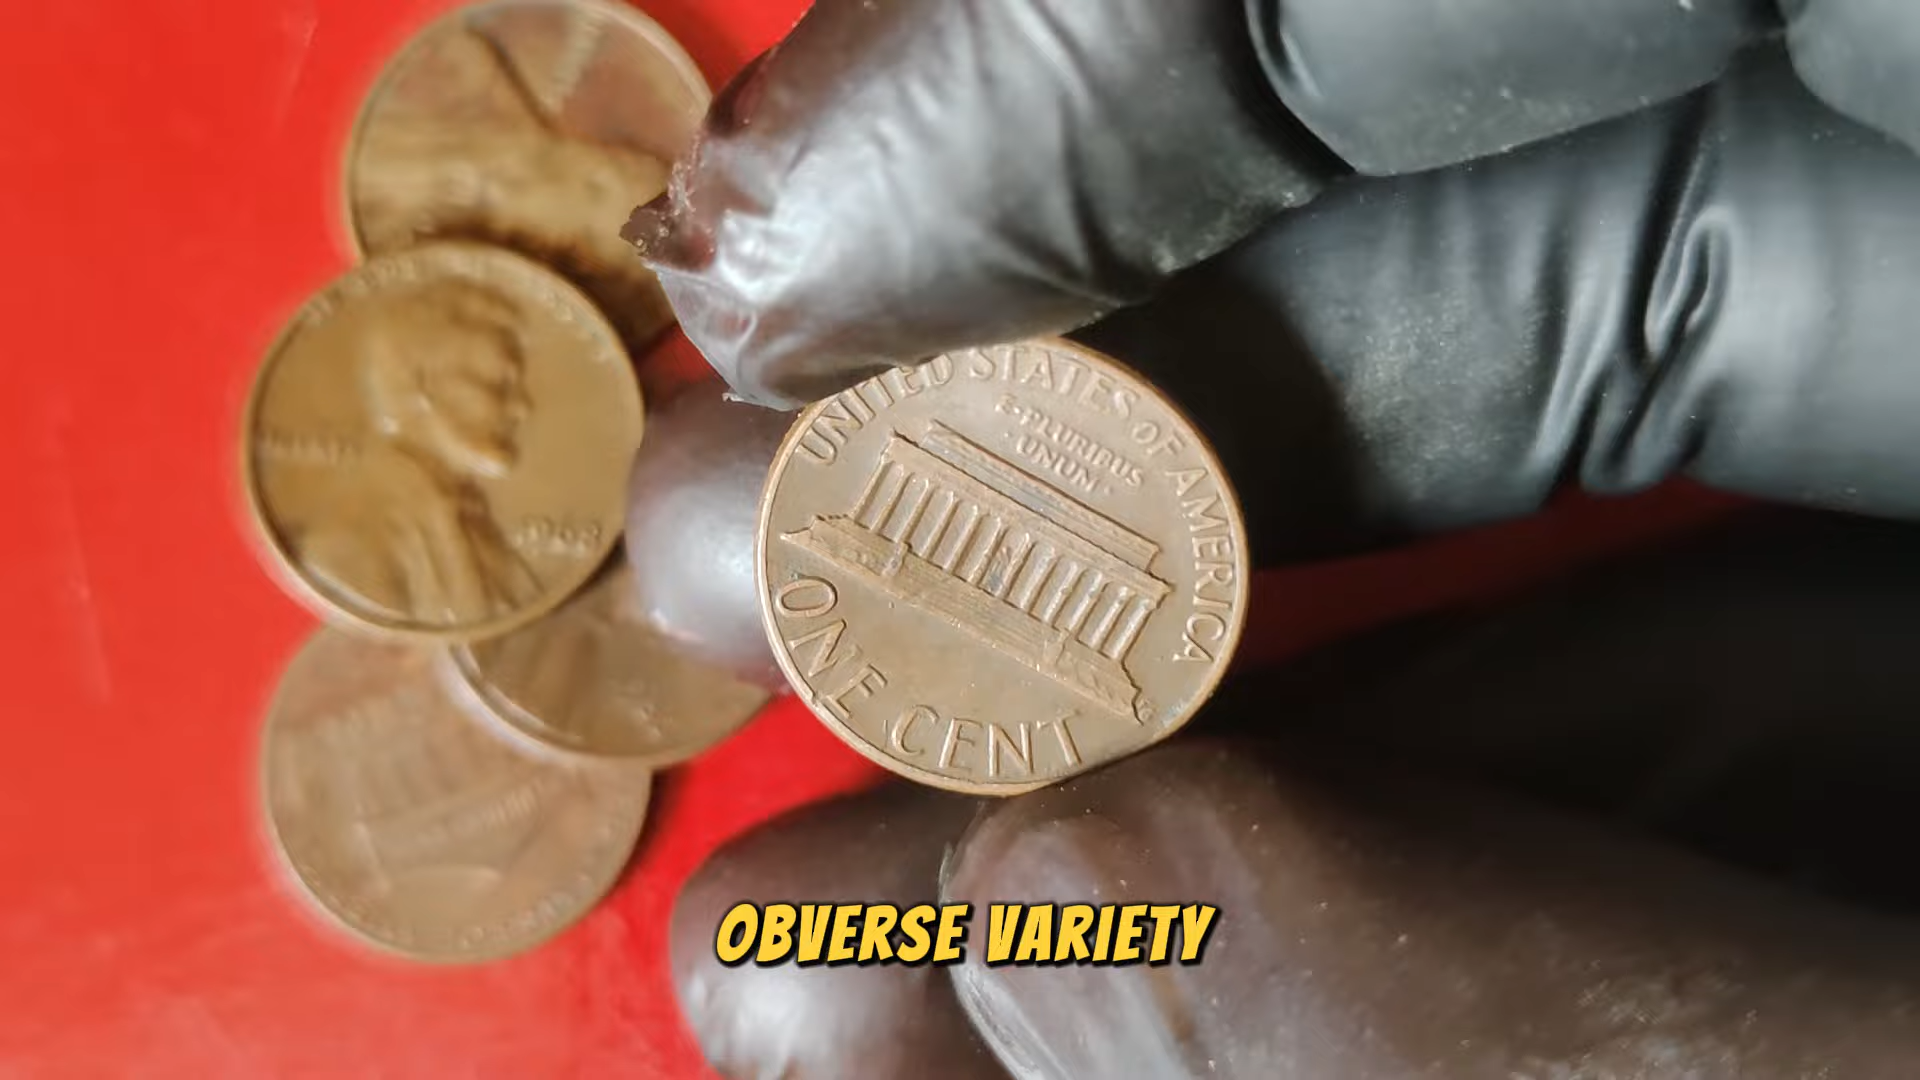 UNITED STATES OF AMERICA
E·PLURIBUS
·UNUM·
ONE CENT
OBVERSE VARIETY